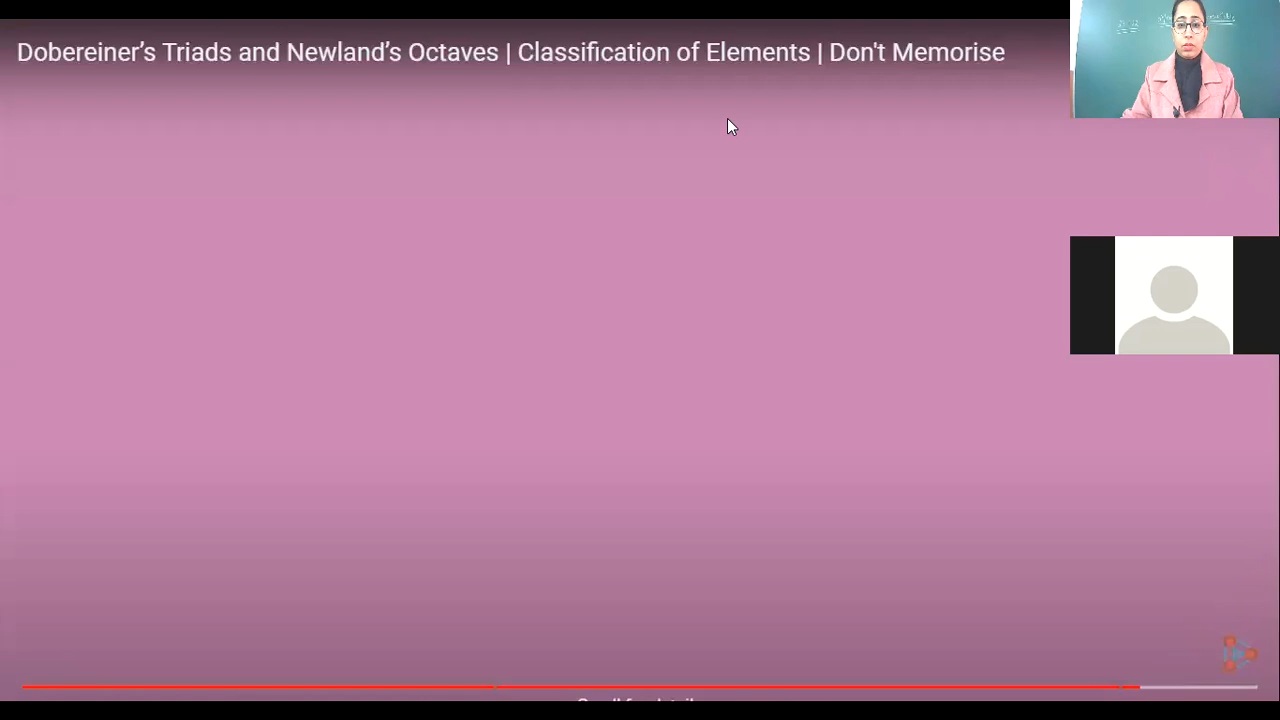 Dobereiner’s Triads and Newland’s Octaves | Classification of Elements | Don't Memorise